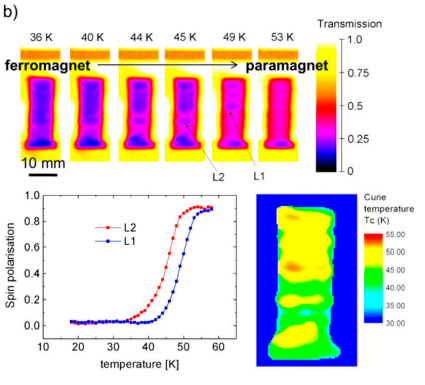 b)
Transmission
36 K 40 K 44 K 45 K 49 K 53 K
ferromagnet paramagnet
1.0
0.75
0.5
0.25
0
L2 L1
10 mm
Spin polarisation
1.0
0.8
0.6
0.4
0.2
0.0
L2
L1
10 20 30 40 50 60 70
temperature [K]
Curie
temperature
Tc (K)
55.00
50.00
45.00
40.00
35.00
30.00